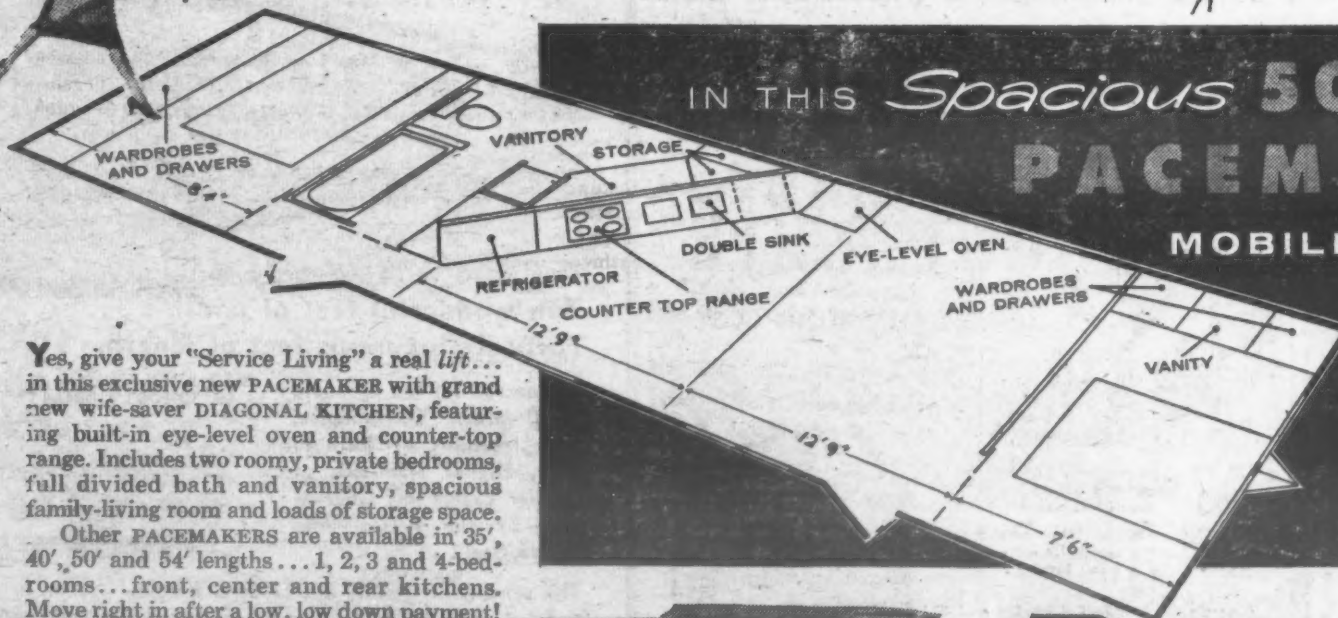 IN THIS Spacious
MOBIL
WARDROBES
AND DRAWERS
VANITORY
STORAGE
DOUBLE SINK
EYE-LEVEL OVEN
REFRIGERATOR
COUNTER TOP RANGE
WARDROBES
AND DRAWERS
VANITY
12'9"
12'9"
7'6"
Yes, give your "Service Living" a real lift...
in this exclusive new PACEMAKER with grand
new wife-saver DIAGONAL KITCHEN, featur-
ing built-in eye-level oven and counter-top
range. Includes two roomy, private bedrooms,
full divided bath and vanitory, spacious
family-living room and loads of storage space.
Other PACEMAKERS are available in 35',
40', 50' and 54' lengths...1, 2, 3 and 4-bed-
rooms...front, center and rear kitchens.
Move right in after a low, low down payment!